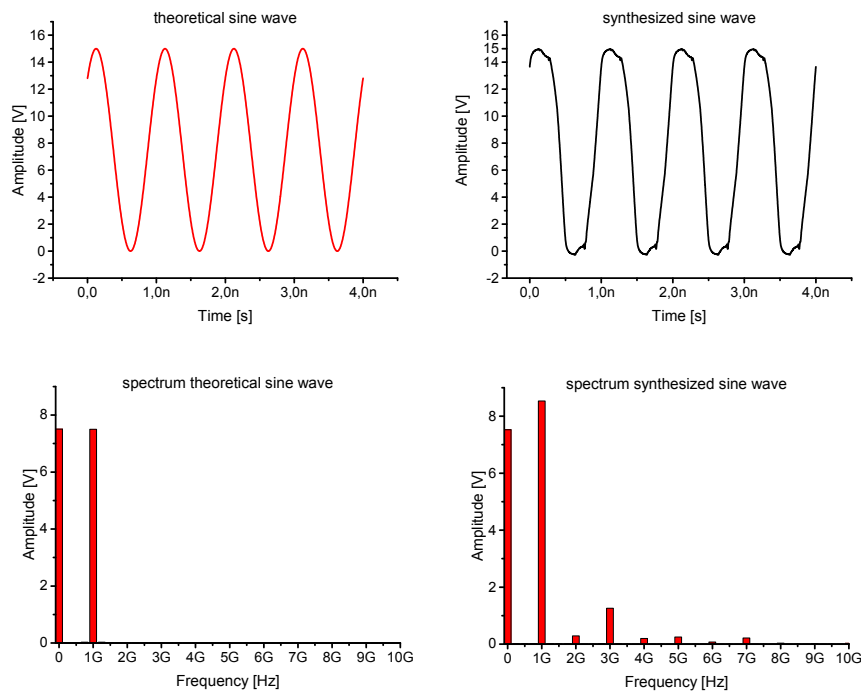 theoretical sine wave
16
14
12
10
8
6
4
2
0
-2
Amplitude [V]
0,0
1,0n
2,0n
3,0n
4,0n
Time [s]
synthesized sine wave
16
15
14
12
10
8
6
4
2
0
-2
Amplitude [V]
0,0
1,0n
2,0n
3,0n
4,0n
Time [s]
spectrum theoretical sine wave
8
6
4
2
0
Amplitude [V]
0 1G 2G 3G 4G 5G 6G 7G 8G 9G 10G
Frequency [Hz]
spectrum synthesized sine wave
8
6
4
2
0
Amplitude [V]
0 1G 2G 3G 4G 5G 6G 7G 8G 9G 10G
Frequency [Hz]